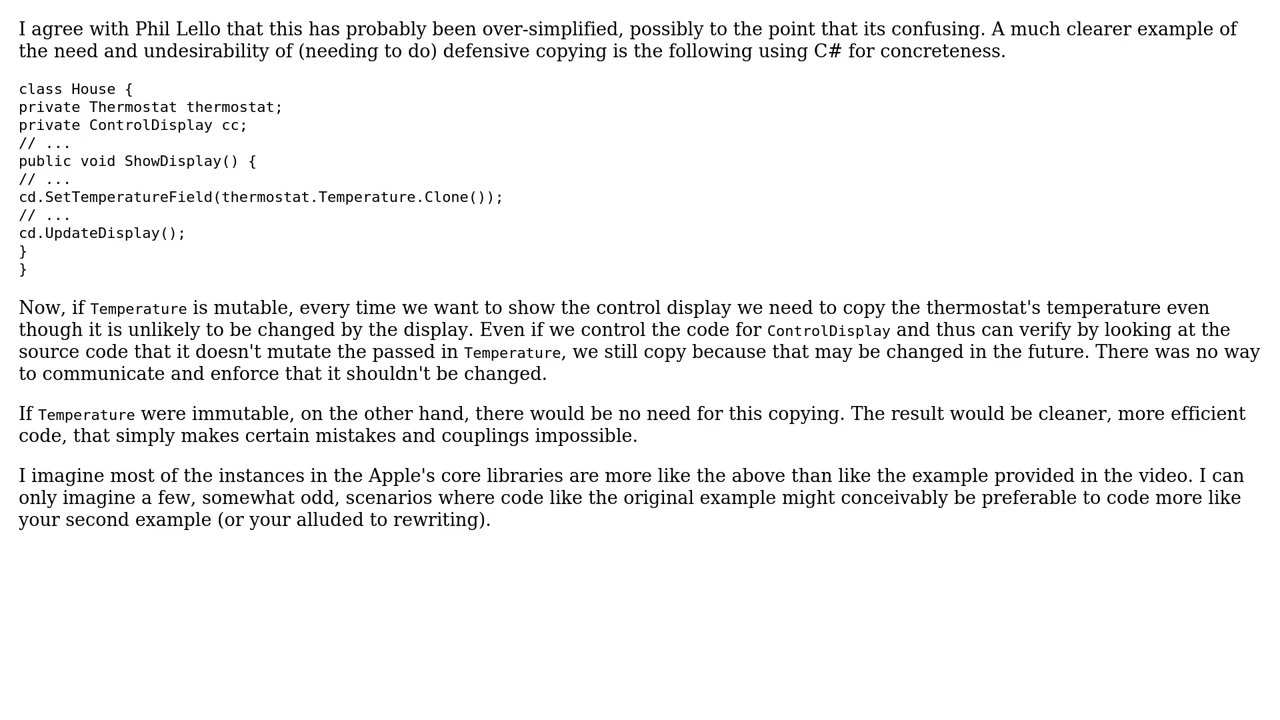 I agree with Phil Lello that this has probably been over-simplified, possibly to the point that its confusing. A much clearer example of
the need and undesirability of (needing to do) defensive copying is the following using C# for concreteness.
class House {
private Thermostat thermostat;
private ControlDisplay cc;
// ...
public void ShowDisplay() {
// ...
cd.SetTemperatureField(thermostat.Temperature.Clone());
// ...
cd.UpdateDisplay();
}
}
Now, if Temperature is mutable, every time we want to show the control display we need to copy the thermostat's temperature even
though it is unlikely to be changed by the display. Even if we control the code for ControlDisplay and thus can verify by looking at the
source code that it doesn't mutate the passed in Temperature, we still copy because that may be changed in the future. There was no way
to communicate and enforce that it shouldn't be changed.
If Temperature were immutable, on the other hand, there would be no need for this copying. The result would be cleaner, more efficient
code, that simply makes certain mistakes and couplings impossible.
I imagine most of the instances in the Apple's core libraries are more like the above than like the example provided in the video. I can
only imagine a few, somewhat odd, scenarios where code like the original example might conceivably be preferable to code more like
your second example (or your alluded to rewriting).